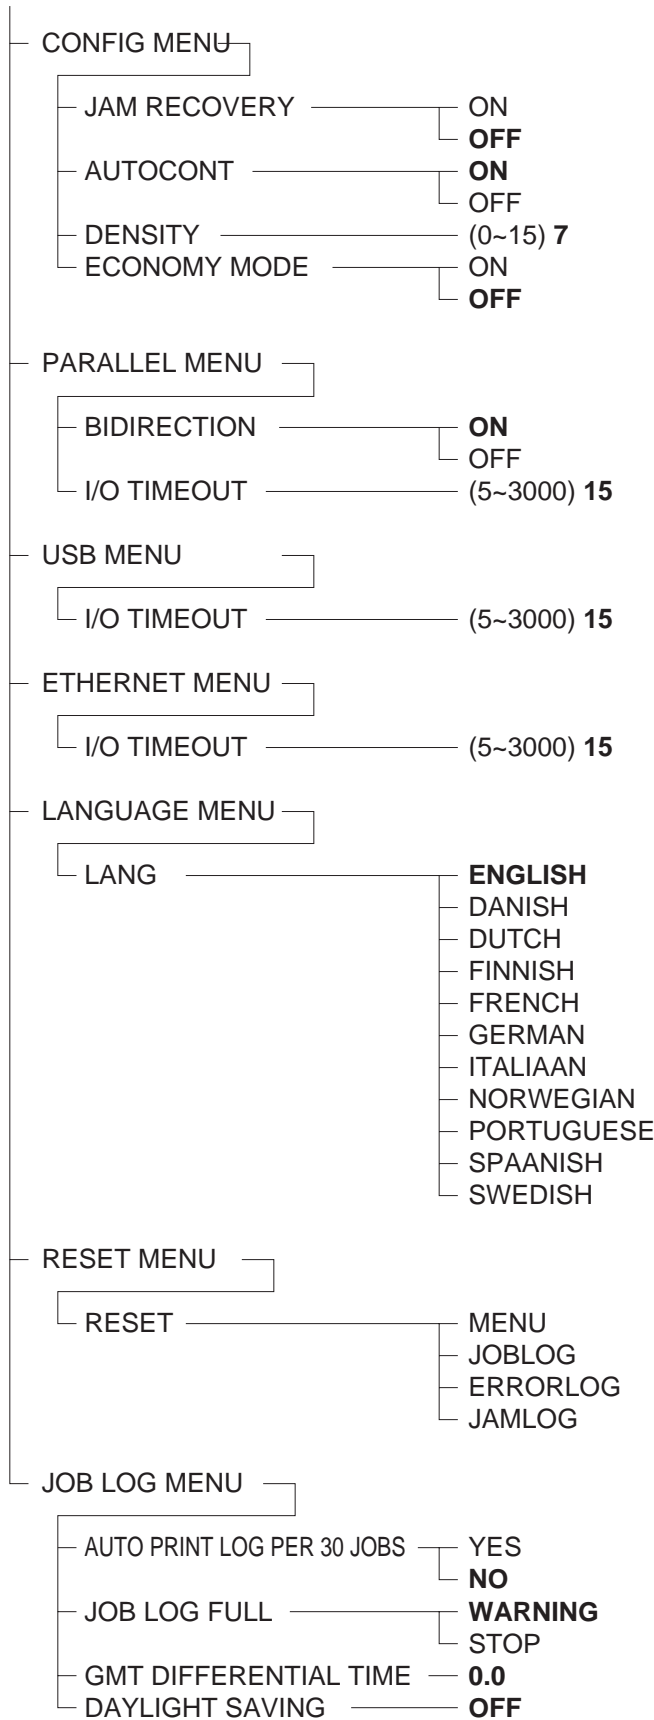 CONFIG MENU
JAM RECOVERY ON
OFF
AUTOCONT ON
OFF
DENSITY (0~15) 7
ECONOMY MODE ON
OFF
PARALLEL MENU
BIDIRECTION ON
OFF
I/O TIMEOUT (5~3000) 15
USB MENU
I/O TIMEOUT (5~3000) 15
ETHERNET MENU
I/O TIMEOUT (5~3000) 15
LANGUAGE MENU
LANG ENGLISH
DANISH
DUTCH
FINNISH
FRENCH
GERMAN
ITALIAAN
NORWEGIAN
PORTUGUESE
SPAANISH
SWEDISH
RESET MENU
RESET MENU
JOBLOG
ERRORLOG
JAMLOG
JOB LOG MENU
AUTO PRINT LOG PER 30 JOBS YES
NO
JOB LOG FULL WARNING
STOP
GMT DIFFERENTIAL TIME 0.0
DAYLIGHT SAVING OFF